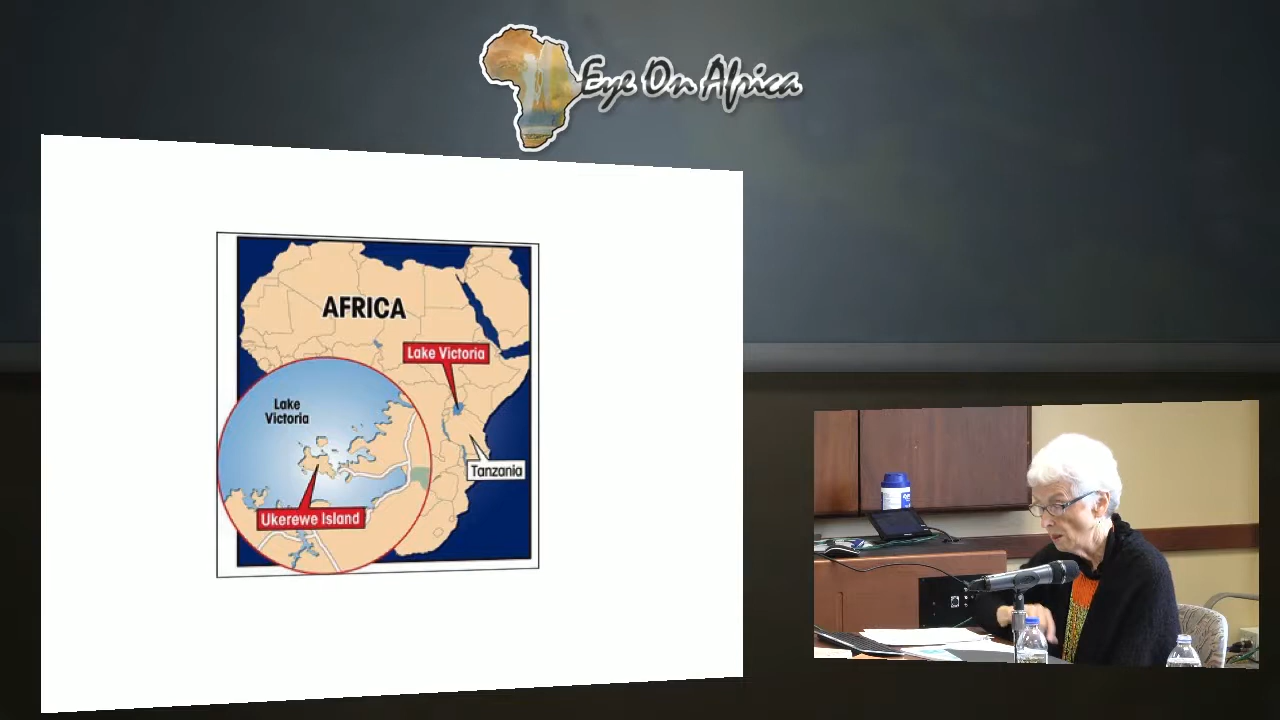 Eye On Africa
AFRICA
Lake Victoria
Lake
Victoria
Tanzania
Ukerewe Island